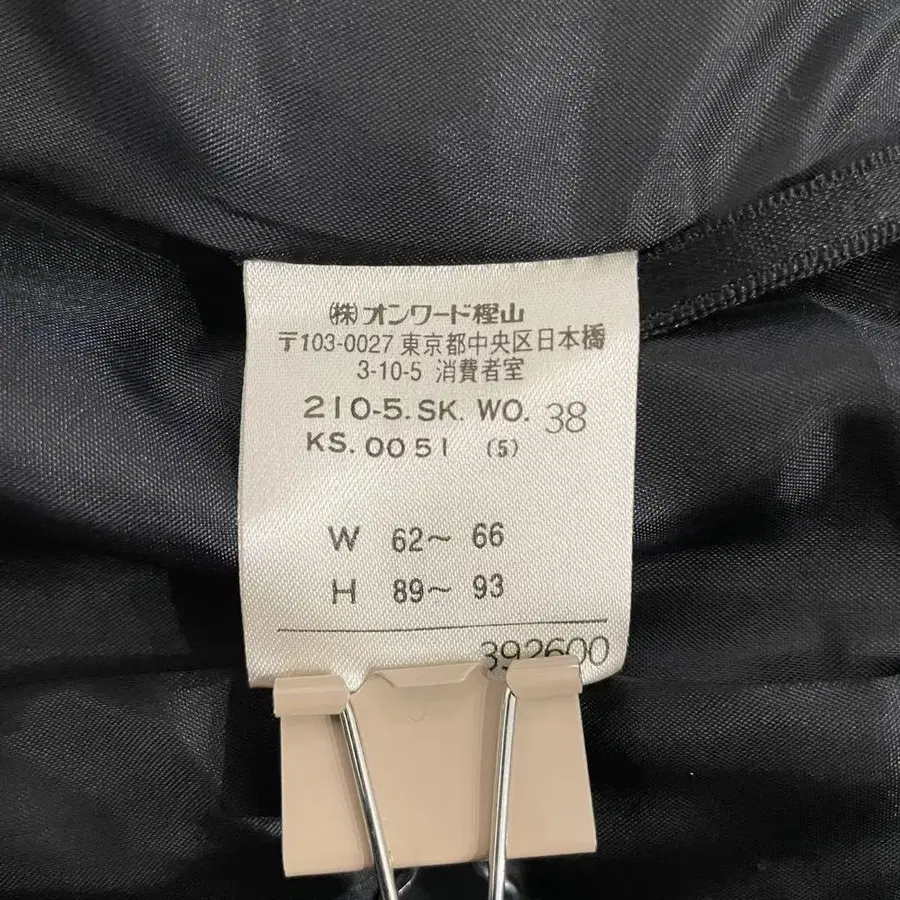 ㈱オンワード樫山
〒103-0027 東京都中央区日本橋
3-10-5 消費者室
210-5.SK. WO. 38
KS. 0051 (5)
W 62～ 66
H 89～ 93
392600